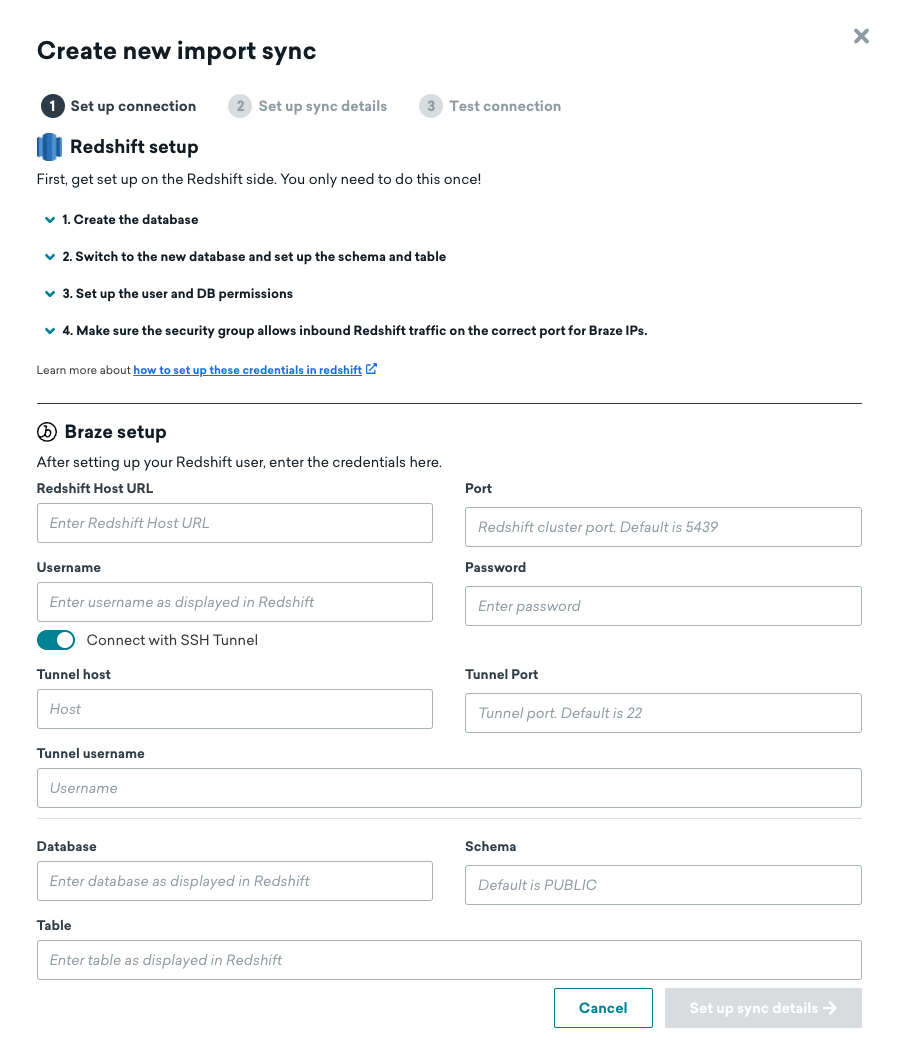 Create new import sync
1 Set up connection 2 Set up sync details 3 Test connection
Redshift setup
First, get set up on the Redshift side. You only need to do this once!
1. Create the database
2. Switch to the new database and set up the schema and table
3. Set up the user and DB permissions
4. Make sure the security group allows inbound Redshift traffic on the correct port for Braze IPs.
Learn more about how to set up these credentials in redshift
Braze setup
After setting up your Redshift user, enter the credentials here.
Redshift Host URL Port
Enter Redshift Host URL Redshift cluster port. Default is 5439
Username Password
Enter username as displayed in Redshift Enter password
Connect with SSH Tunnel
Tunnel host Tunnel Port
Host Tunnel port. Default is 22
Tunnel username
Username
Database Schema
Enter database as displayed in Redshift Default is PUBLIC
Table
Enter table as displayed in Redshift
Cancel Set up sync details